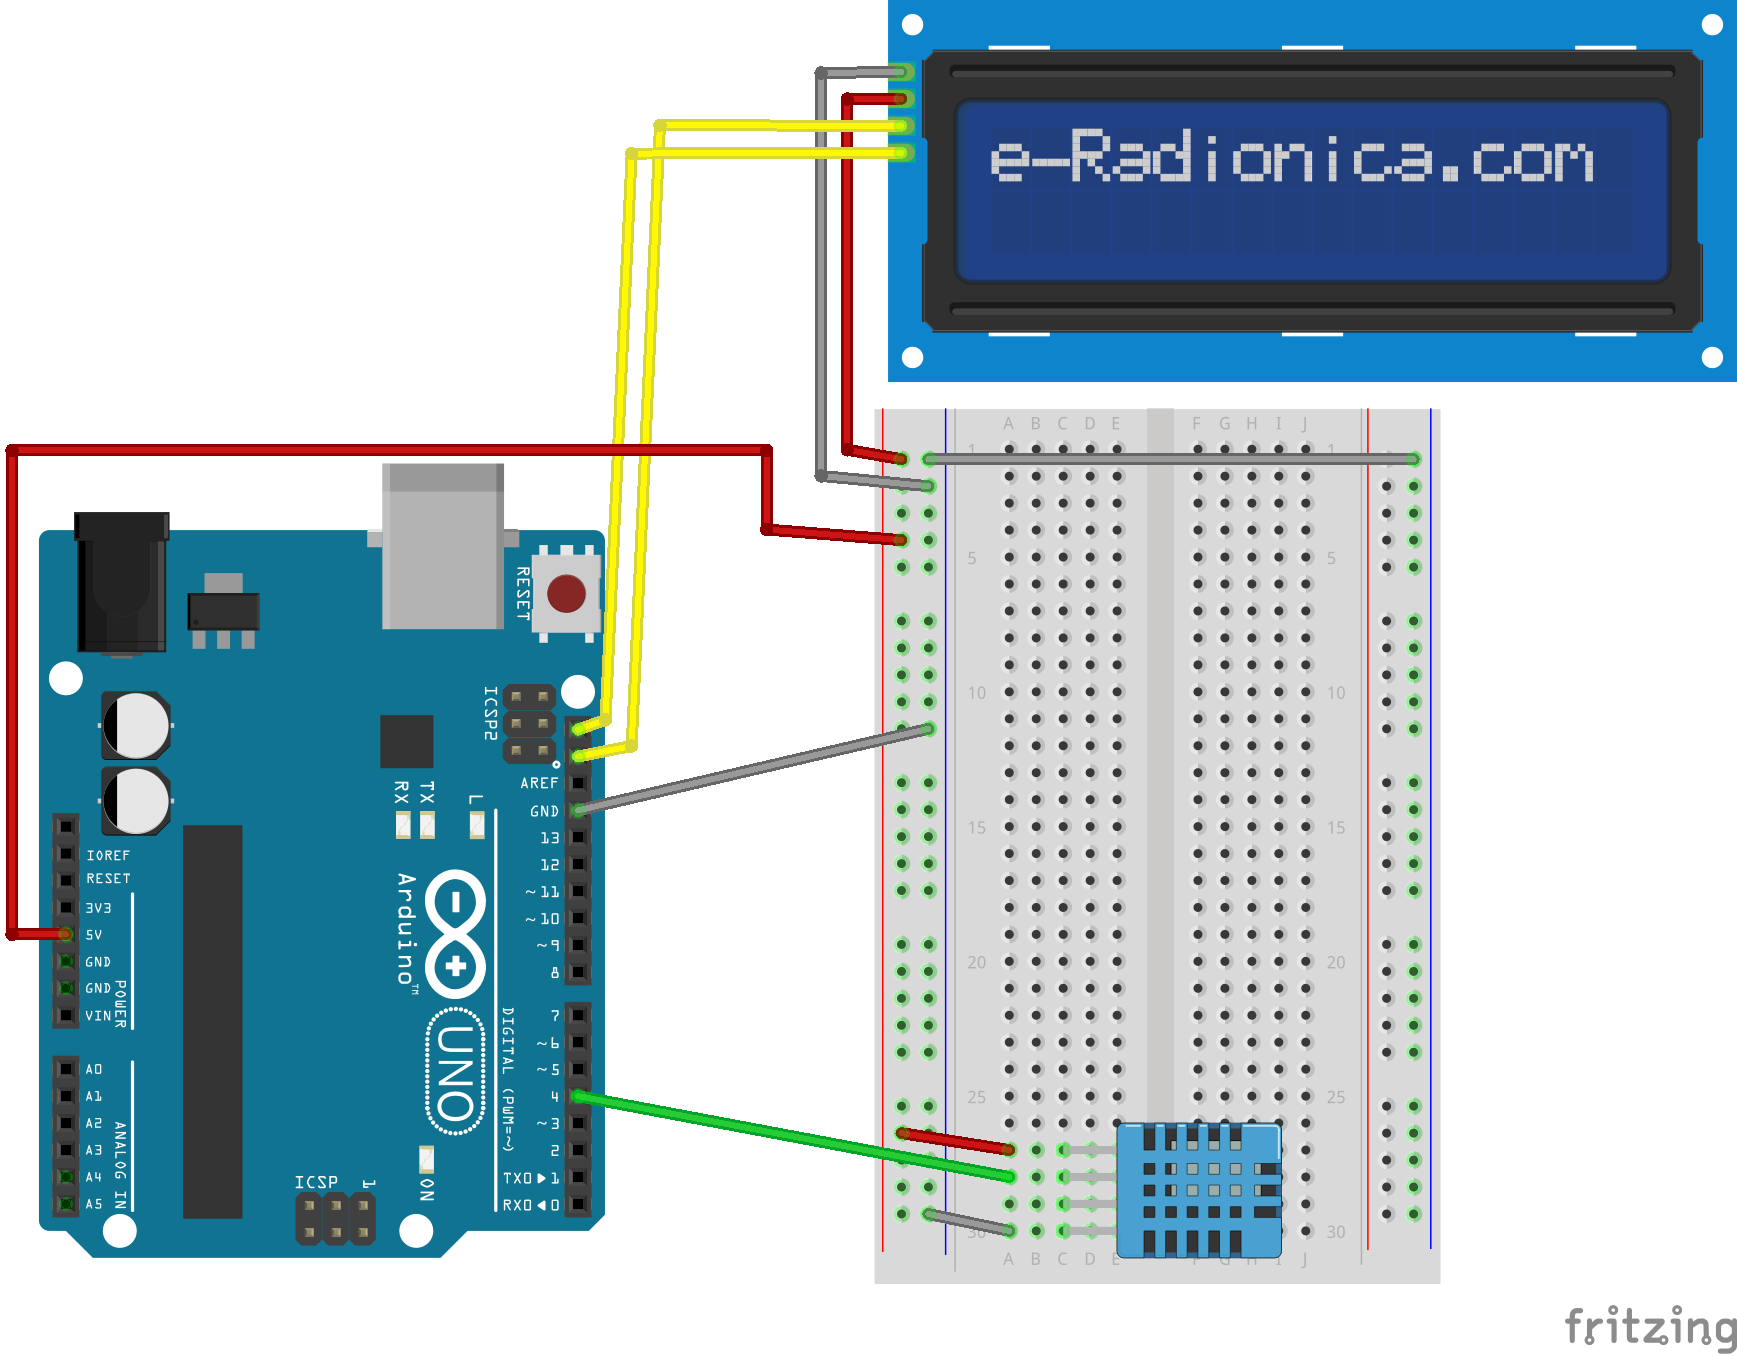 e-Radionica.com
A B C D E F G H I J
1 1
5 5
10 10
15 15
20 20
25 25
30 30
A B C D E F G H I J
RESET
ICSP2
AREF
GND
13
12
~11
~10
~9
8
7
~6
~5
4
~3
2
TX0▶1
RX0◀0
DIGITAL (PWM=~)
RX
TX
L
Arduino™
UNO
ON
ICSP
1
IOREF
RESET
3V3
5V
GND
GND
VIN
POWER
A0
A1
A2
A3
A4
A5
ANALOG IN
fritzing